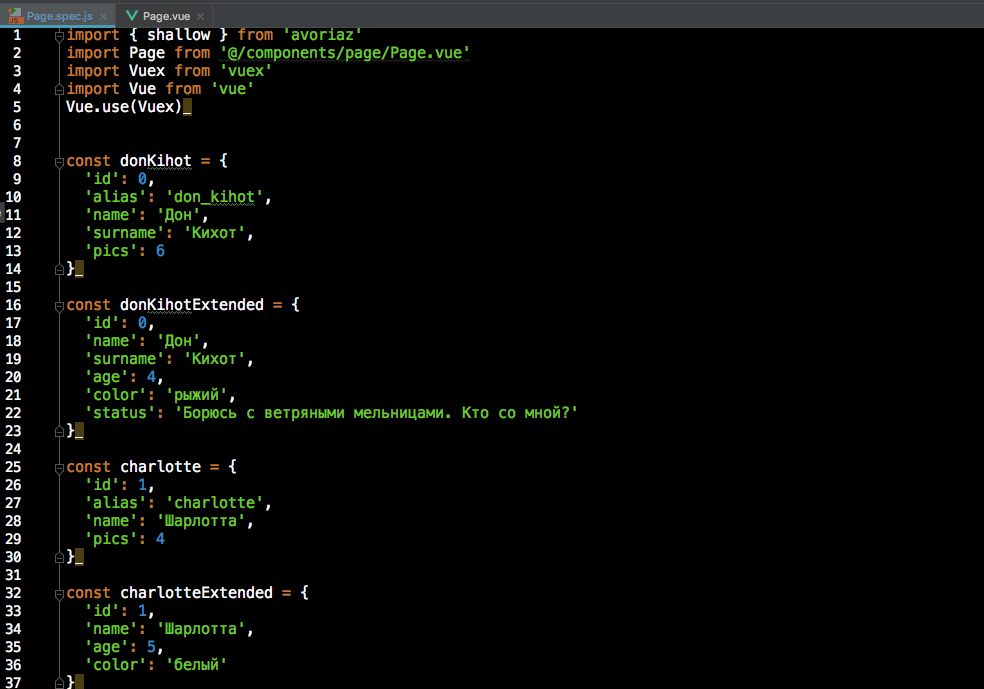 Page.spec.js Page.vue
1 import { shallow } from 'avoriaz'
2 import Page from '@/components/page/Page.vue'
3 import Vuex from 'vuex'
4 import Vue from 'vue'
5 Vue.use(Vuex)
6
7
8 const donKihot = {
9 'id': 0,
10 'alias': 'don_kihot',
11 'name': 'Дон',
12 'surname': 'Кихот',
13 'pics': 6
14 }
15
16 const donKihotExtended = {
17 'id': 0,
18 'name': 'Дон',
19 'surname': 'Кихот',
20 'age': 4,
21 'color': 'рыжий',
22 'status': 'Борюсь с ветряными мельницами. Кто со мной?'
23 }
24
25 const charlotte = {
26 'id': 1,
27 'alias': 'charlotte',
28 'name': 'Шарлотта',
29 'pics': 4
30 }
31
32 const charlotteExtended = {
33 'id': 1,
34 'name': 'Шарлотта',
35 'age': 5,
36 'color': 'белый'
37 }